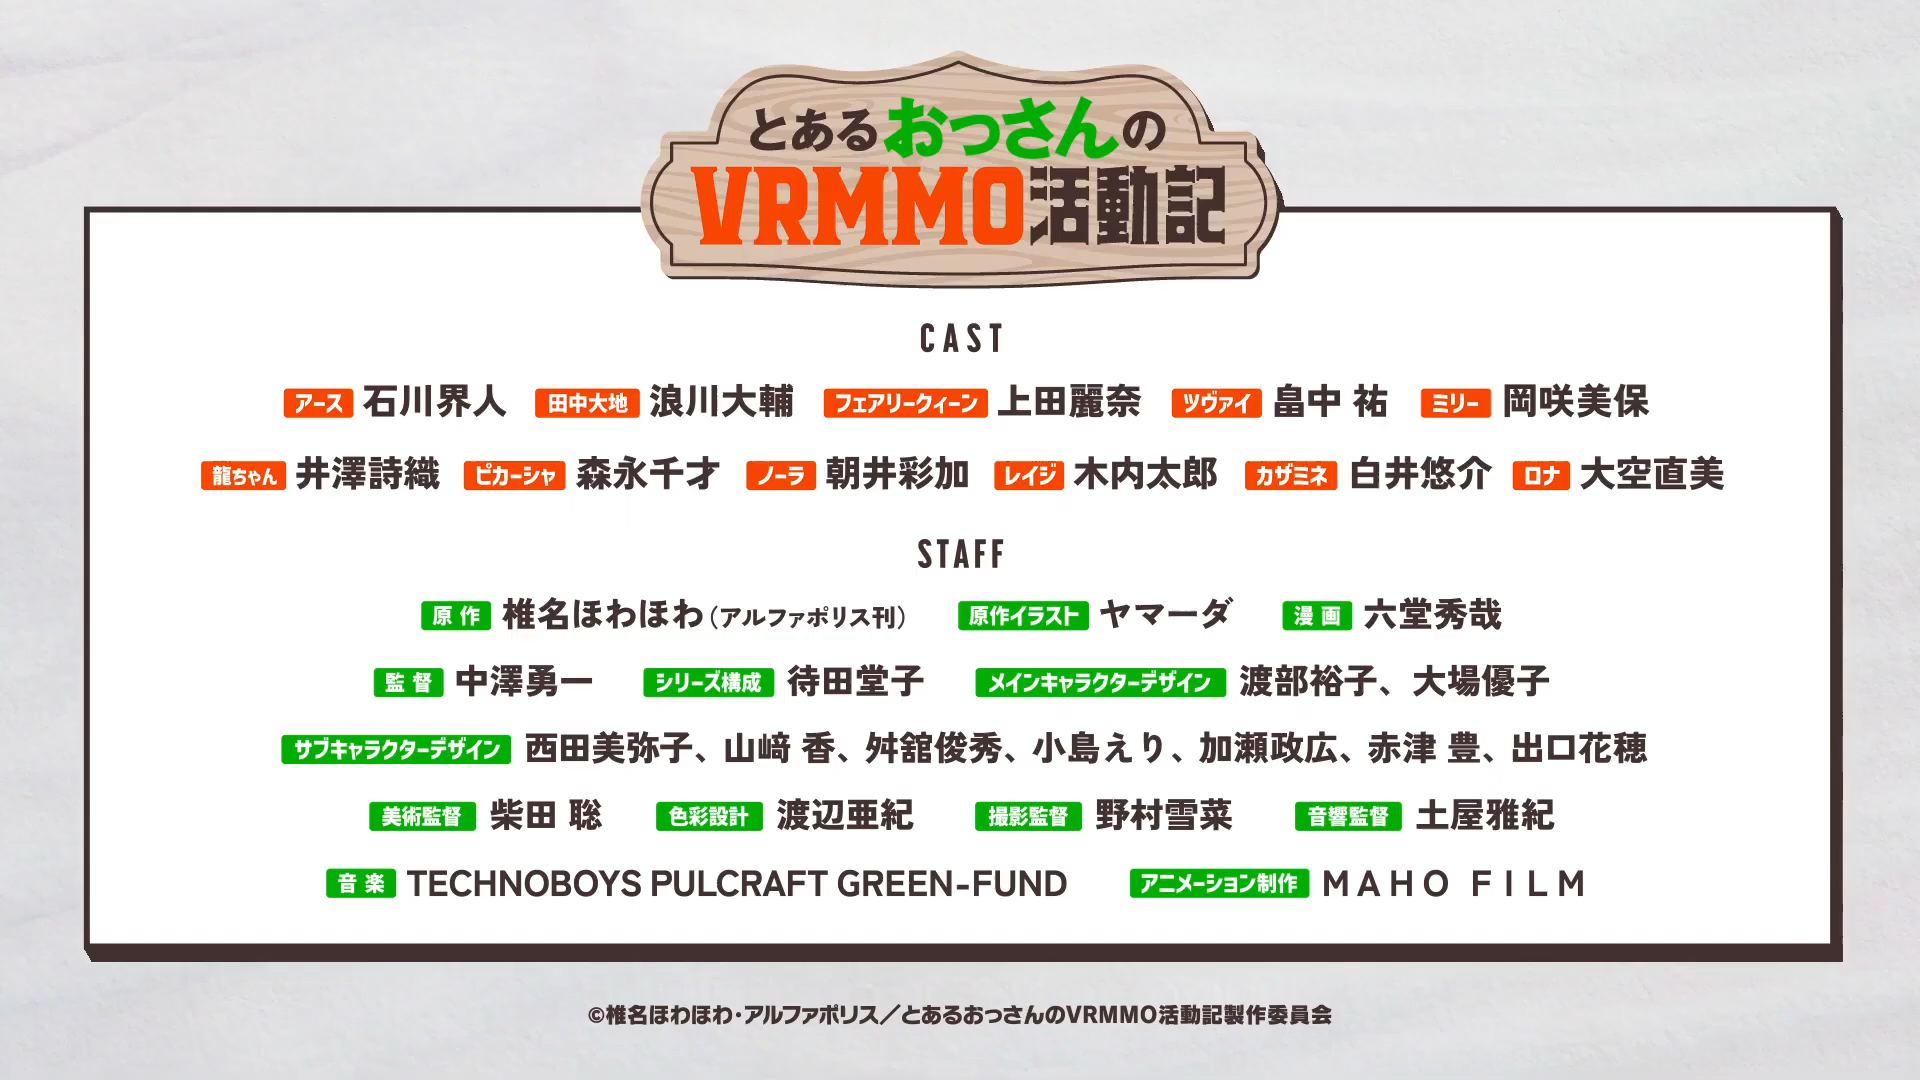 とあるおっさんの
VRMMO活動記
CAST
アース 石川界人 田中大地 浪川大輔 フェアリークィーン 上田麗奈 ツヴァイ 畠中 祐 ミリー 岡咲美保
龍ちゃん 井澤詩織 ピカーシャ 森永千才 ノーラ 朝井彩加 レイジ 木内太郎 カザミネ 白井悠介 ロナ 大空直美
STAFF
原作 椎名ほわほわ（アルファポリス刊） 原作イラスト ヤマーダ 漫画 六堂秀哉
監督 中澤勇一 シリーズ構成 待田堂子 メインキャラクターデザイン 渡部裕子、大場優子
サブキャラクターデザイン 西田美弥子、山﨑 香、舛舘俊秀、小島えり、加瀬政広、赤津 豊、出口花穂
美術監督 柴田 聡 色彩設計 渡辺亜紀 撮影監督 野村雪菜 音響監督 土屋雅紀
音楽 TECHNOBOYS PULCRAFT GREEN-FUND アニメーション制作 MAHO FILM
©椎名ほわほわ・アルファポリス／とあるおっさんのVRMMO活動記製作委員会